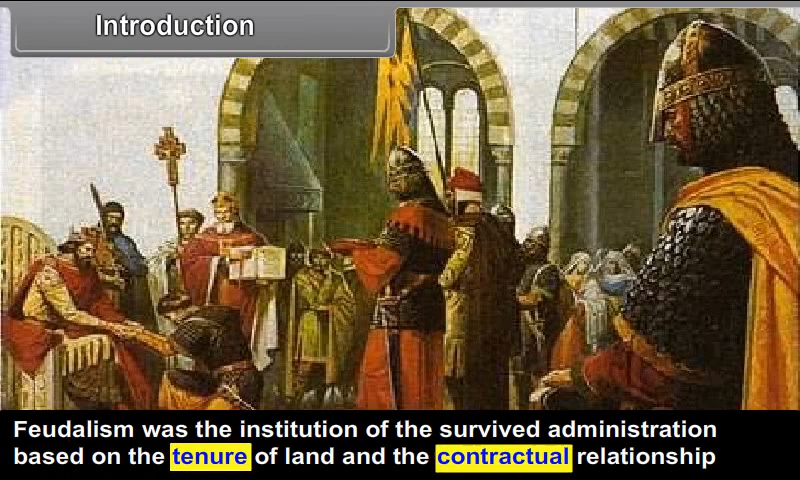 Introduction
Feudalism was the institution of the survived administration
based on the tenure of land and the contractual relationship